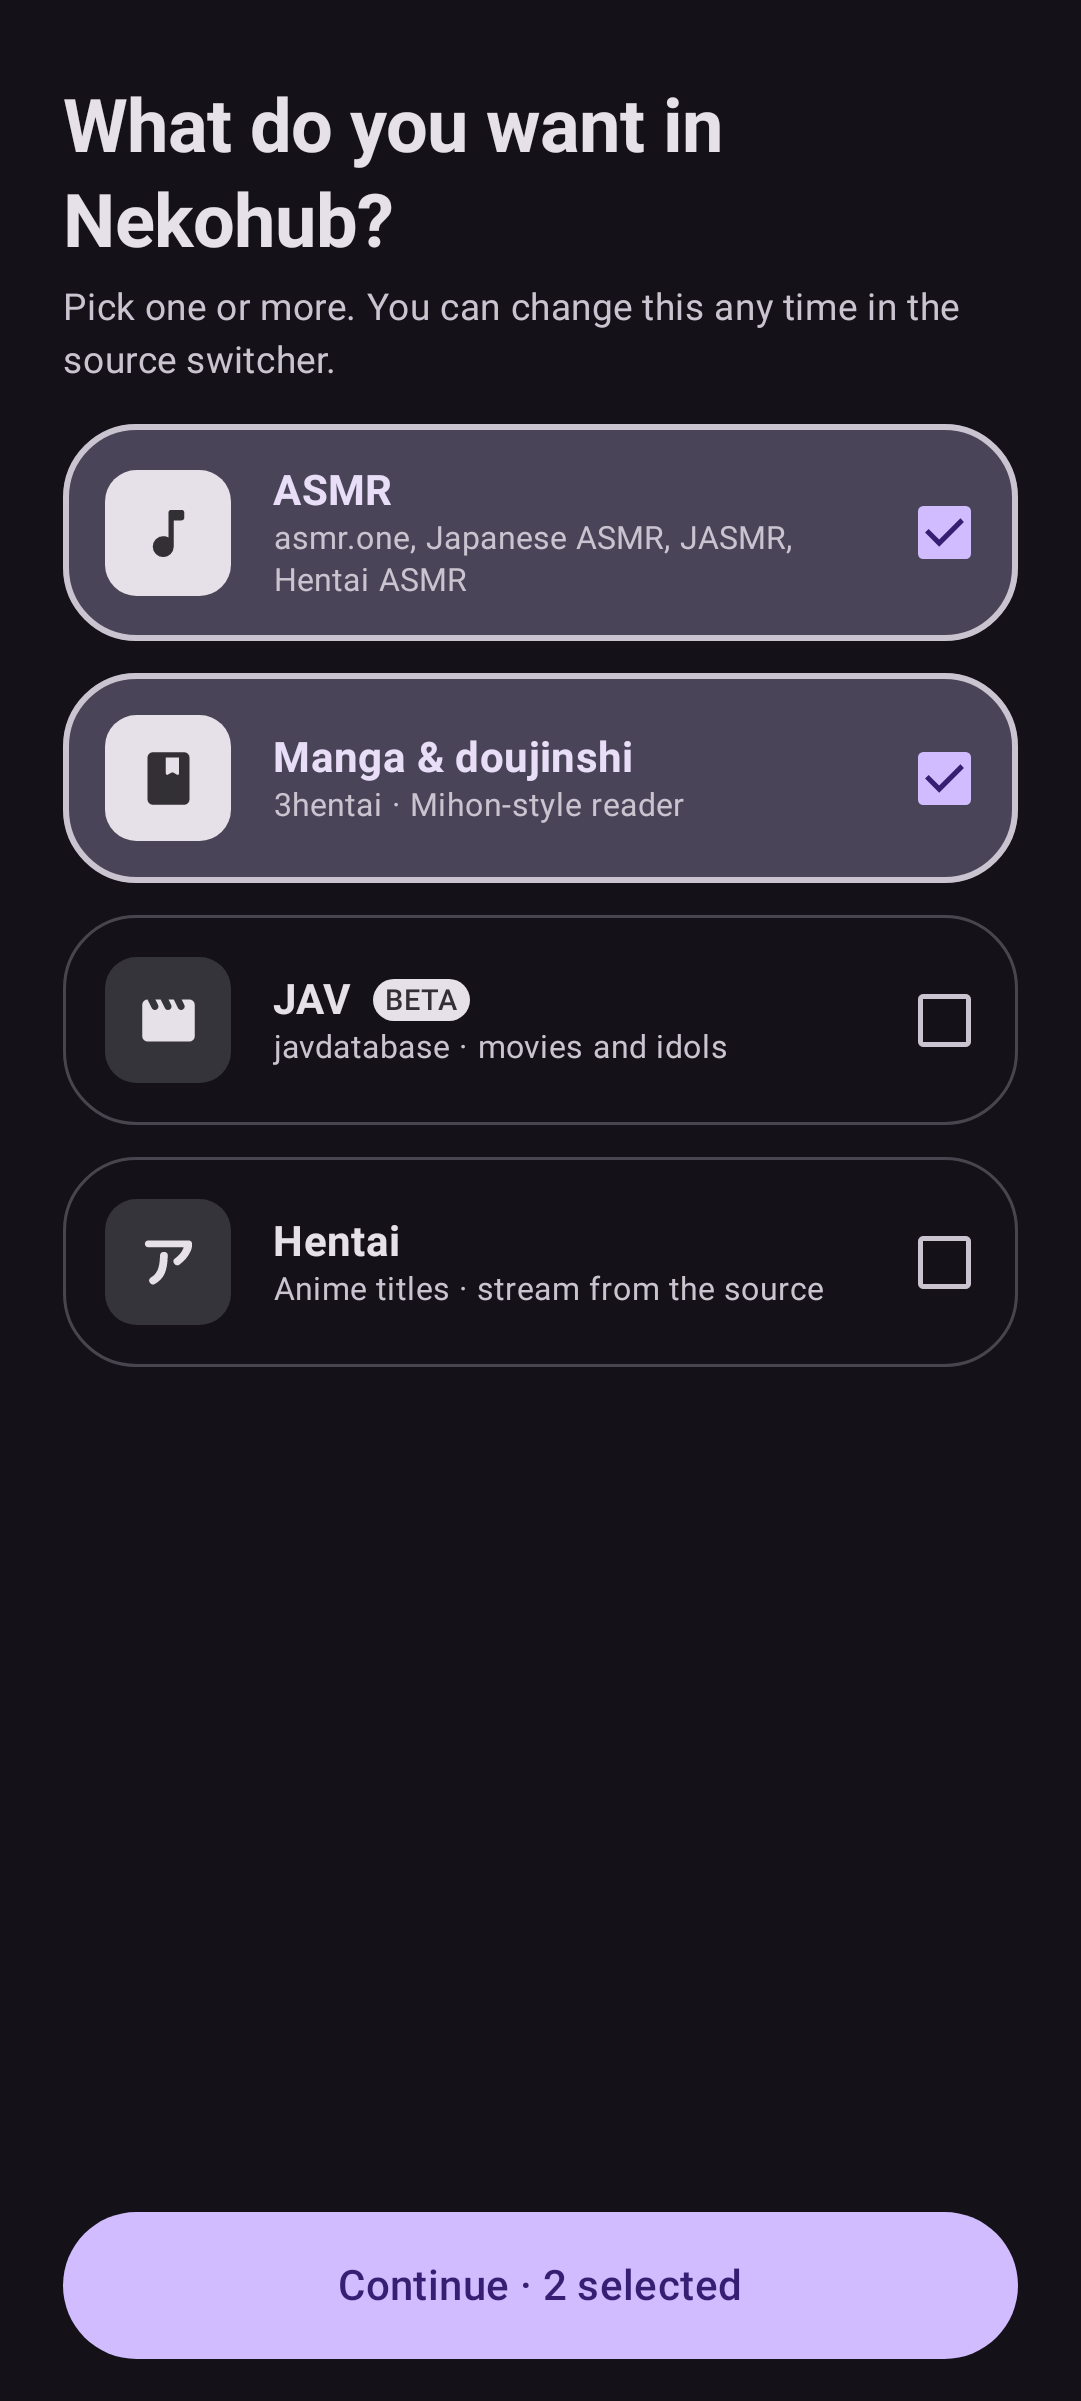 What do you want in
Nekohub?
Pick one or more. You can change this any time in the
source switcher.
ASMR
asmr.one, Japanese ASMR, JASMR,
Hentai ASMR
Manga & doujinshi
3hentai · Mihon-style reader
JAV BETA
javdatabase · movies and idols
ア
Hentai
Anime titles · stream from the source
Continue · 2 selected